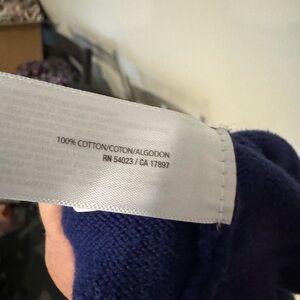 100% COTTON/COTON/ALGODON
RN 54023 / CA 17897